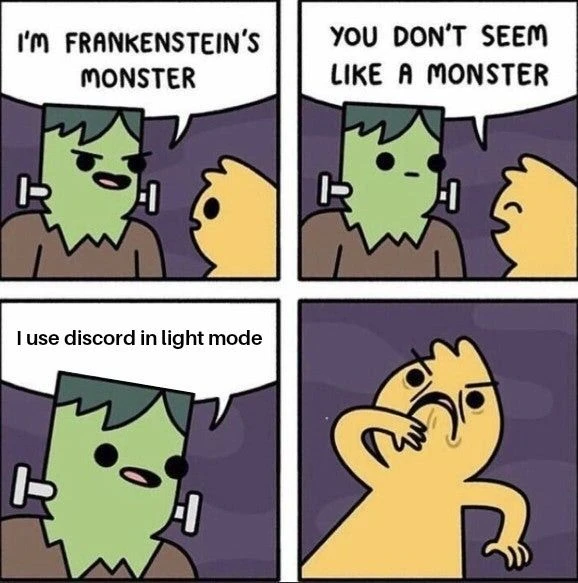 I'M FRANKENSTEIN'S
MONSTER
YOU DON'T SEEM
LIKE A MONSTER
I use discord in light mode